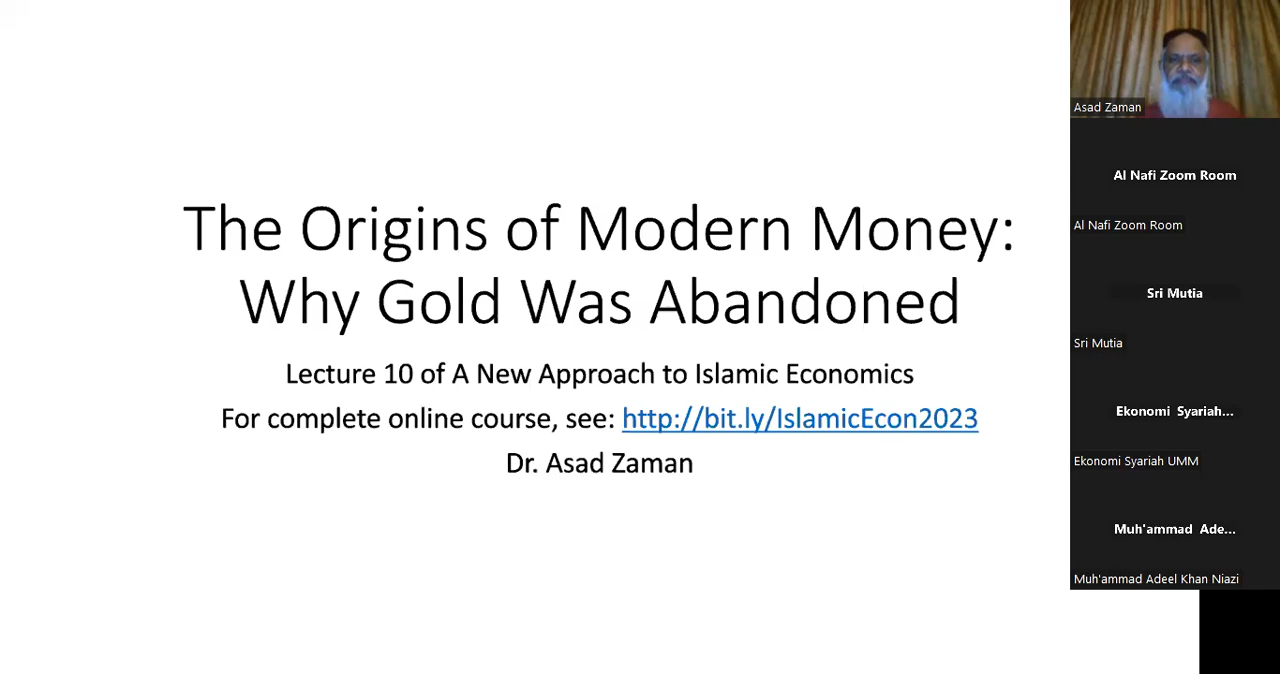 The Origins of Modern Money:
Why Gold Was Abandoned
Lecture 10 of A New Approach to Islamic Economics
For complete online course, see: http://bit.ly/IslamicEcon2023
Dr. Asad Zaman
Asad Zaman
Al Nafi Zoom Room
Al Nafi Zoom Room
Sri Mutia
Sri Mutia
Ekonomi Syariah...
Ekonomi Syariah UMM
Muh'ammad Ade...
Muh'ammad Adeel Khan Niazi